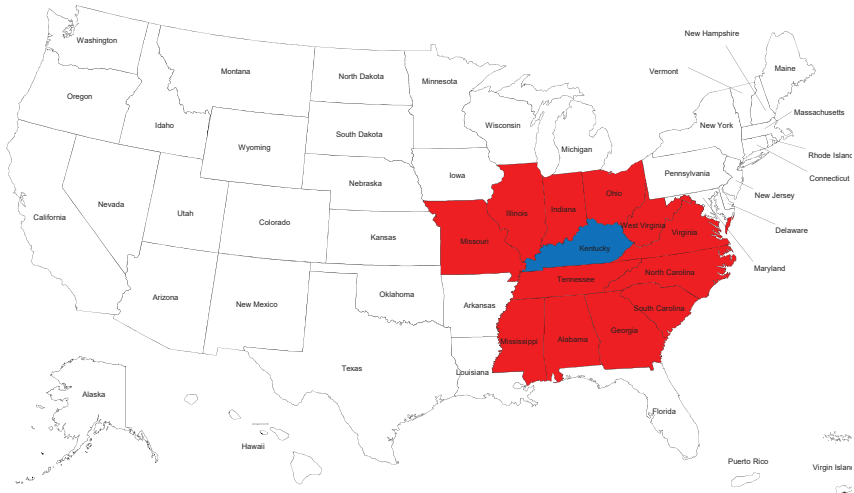 New Hampshire
Washington
Vermont
Maine
Montana
North Dakota
Minnesota
Oregon
Massachusetts
Idaho
Wisconsin
New York
South Dakota
Wyoming
Michigan
Rhode Island
Iowa
Pennsylvania
Connecticut
Nebraska
Ohio
New Jersey
Nevada
Indiana
Utah
Illinois
California
Colorado
West Virginia
Delaware
Kansas
Missouri
Virginia
Kentucky
Maryland
North Carolina
Tennessee
Arizona
Oklahoma
New Mexico
Arkansas
South Carolina
Georgia
Mississippi
Alabama
Texas
Louisiana
Alaska
Florida
Hawaii
Puerto Rico
Virgin Islan